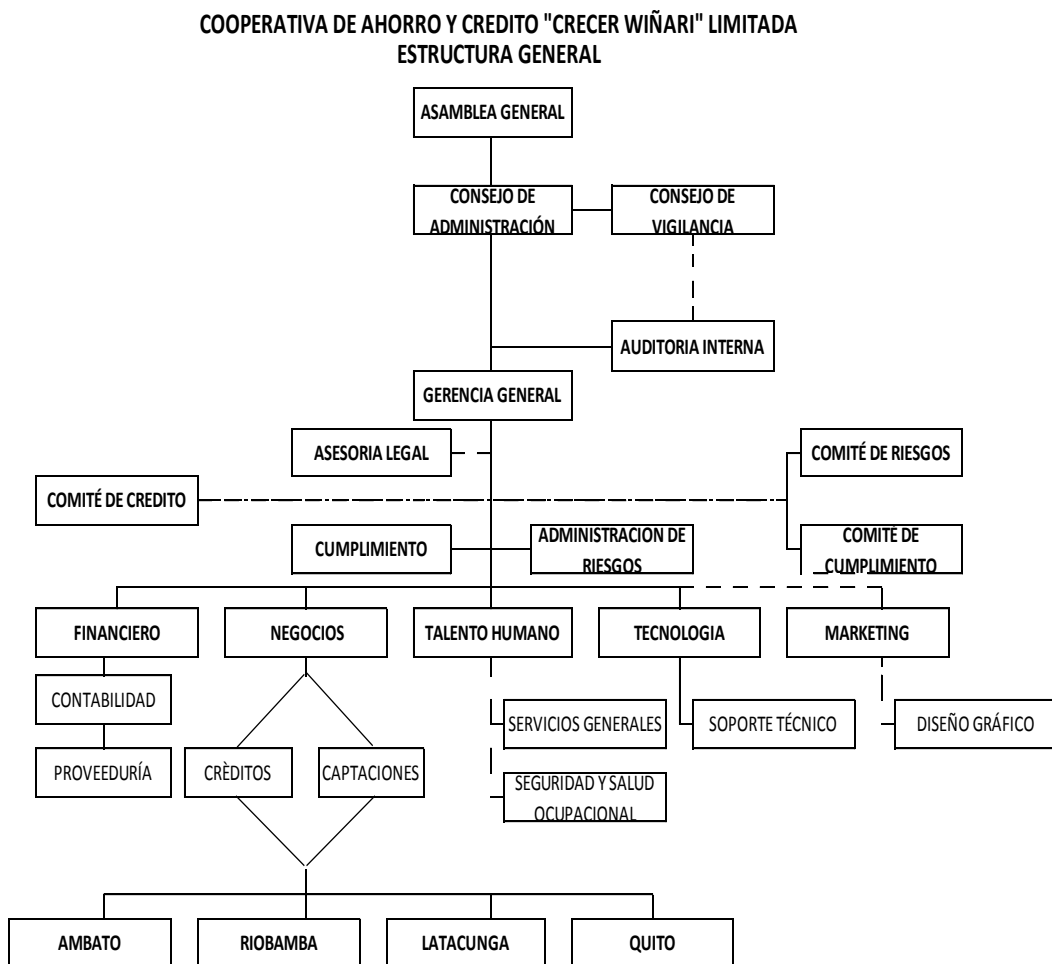 COOPERATIVA DE AHORRO Y CREDITO "CRECER WIÑARI" LIMITADA
ESTRUCTURA GENERAL
ASAMBLEA GENERAL
CONSEJO DE
ADMINISTRACIÓN
CONSEJO DE
VIGILANCIA
AUDITORIA INTERNA
GERENCIA GENERAL
ASESORIA LEGAL
COMITÉ DE RIESGOS
COMITÉ DE CREDITO
CUMPLIMIENTO
ADMINISTRACION DE
RIESGOS
COMITÉ DE
CUMPLIMIENTO
FINANCIERO
NEGOCIOS
TALENTO HUMANO
TECNOLOGIA
MARKETING
CONTABILIDAD
SERVICIOS GENERALES
SOPORTE TÉCNICO
DISEÑO GRÁFICO
PROVEEDURÍA
CRÈDITOS
CAPTACIONES
SEGURIDAD Y SALUD
OCUPACIONAL
AMBATO
RIOBAMBA
LATACUNGA
QUITO